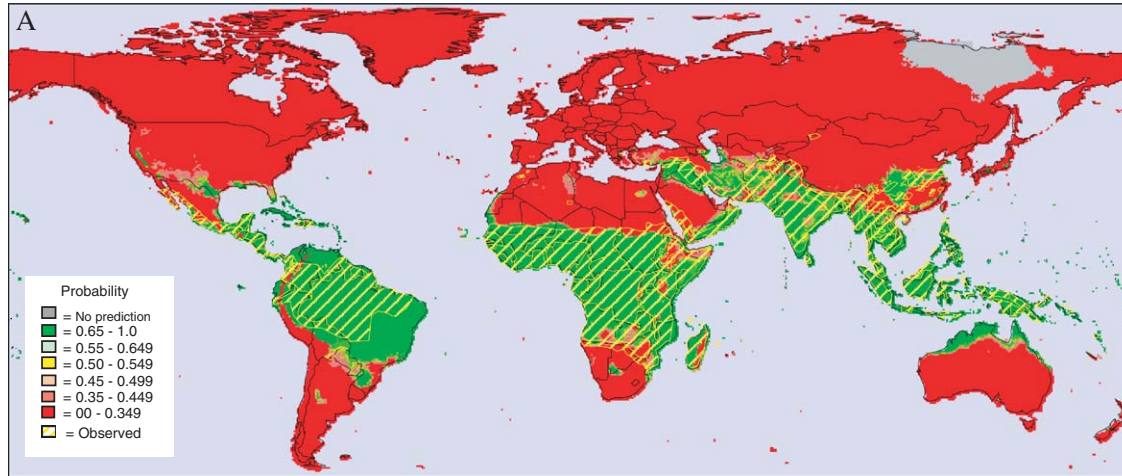 A
Probability
= No prediction
= 0.65 - 1.0
= 0.55 - 0.649
= 0.50 - 0.549
= 0.45 - 0.499
= 0.35 - 0.449
= 00 - 0.349
= Observed